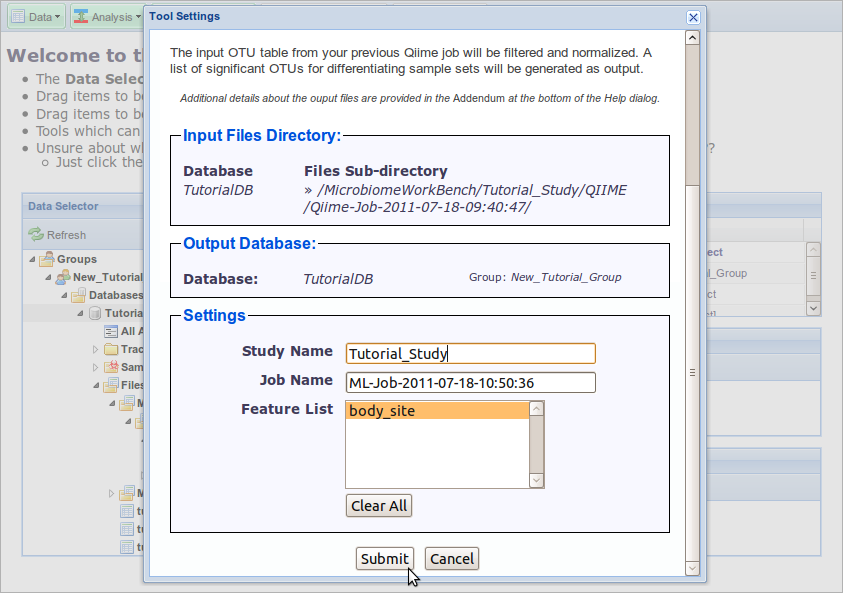 Data
Analysis
Tool Settings
Welcome to t
The input OTU table from your previous Qiime job will be filtered and normalized. A
list of significant OTUs for differentiating sample sets will be generated as output.
The Data Selec
Drag items to b
Drag items to b
Tools which can
Unsure about w
Just click the
?
Additional details about the ouput files are provided in the Addendum at the bottom of the Help dialog.
Input Files Directory:
Database
Files Sub-directory
TutorialDB
» /MicrobiomeWorkBench/Tutorial_Study/QIIME
/Qiime-Job-2011-07-18-09:40:47/
Output Database:
Database:
TutorialDB
Group: New_Tutorial_Group
Settings
Study Name
Tutorial_Study
Job Name
ML-Job-2011-07-18-10:50:36
Feature List
body_site
Clear All
Submit
Cancel
Data Selector
Refresh
Groups
New_Tutorial
Databases
Tutoria
All A
Trac
Sam
Files
M
M
tu
tu
tu
ect
l_Group
ct